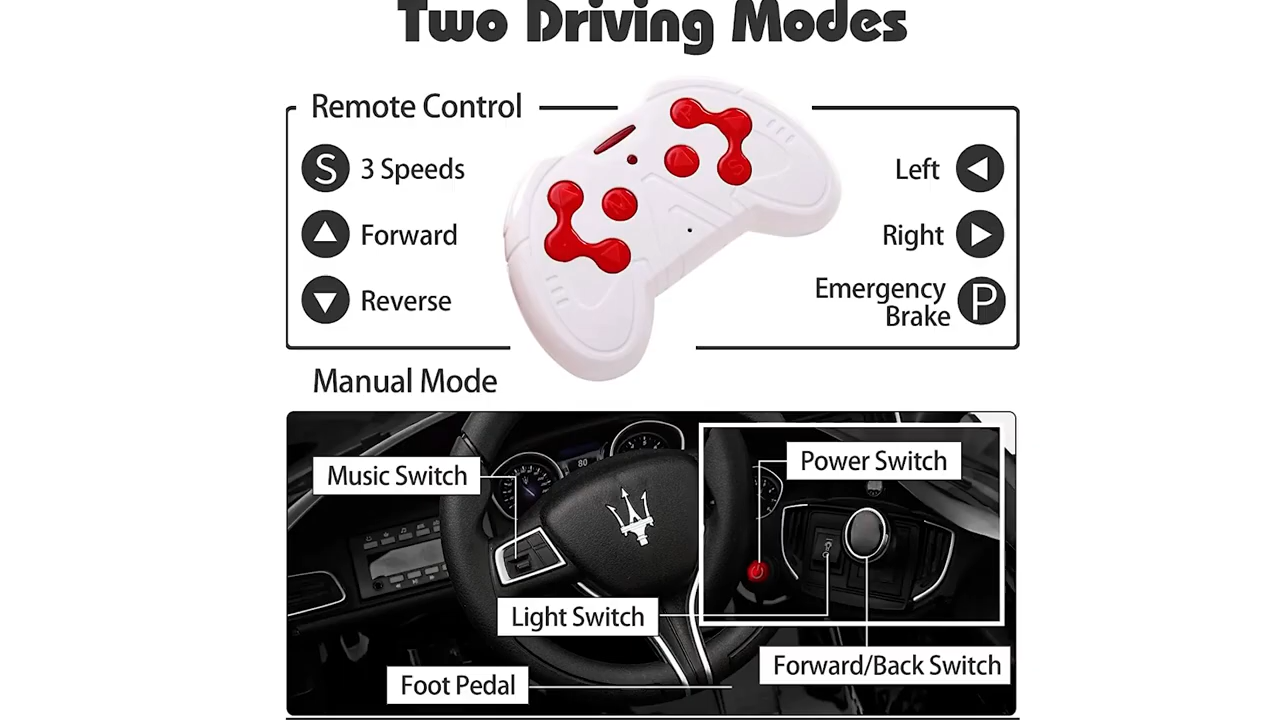 Two Driving Modes
Remote Control
S 3 Speeds
Forward
Reverse
Left
Right
Emergency
Brake
P
Manual Mode
80
Music Switch
Power Switch
Light Switch
Forward/Back Switch
Foot Pedal